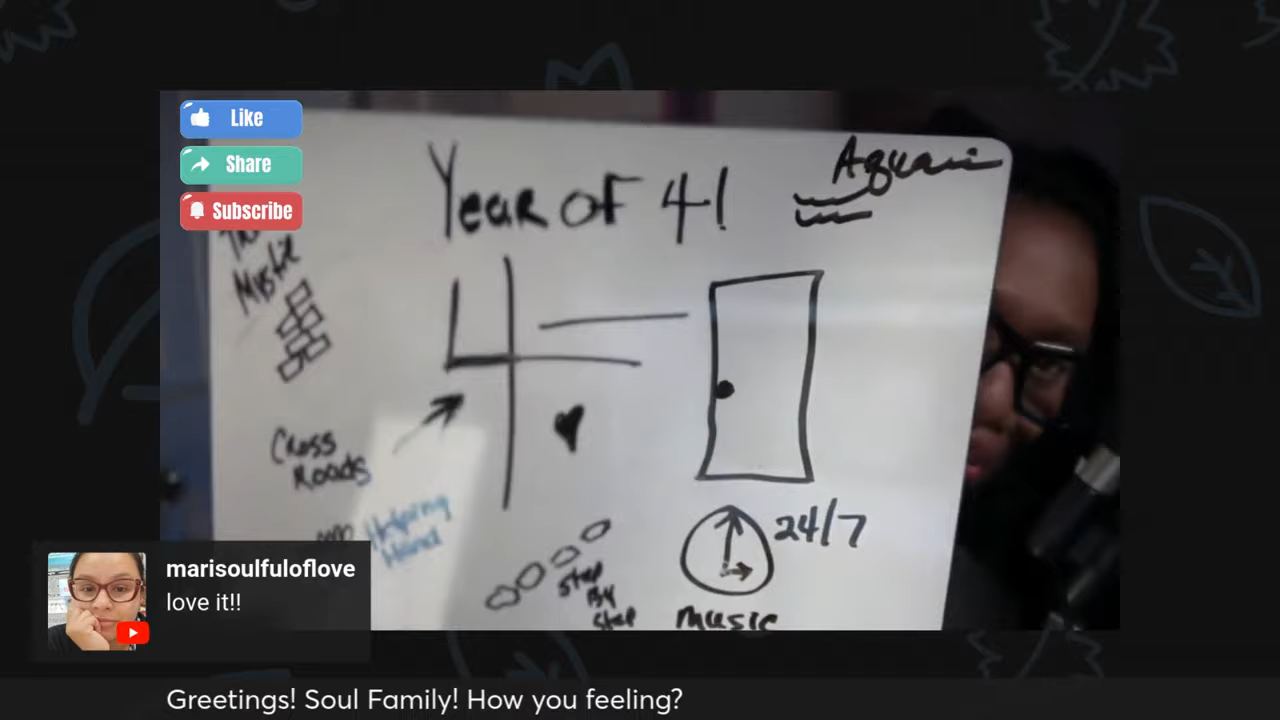 Like
Share
Subscribe
Year of 4!
Aquari
Mystic
Cross
Roads
Helping
Hand
Step
By
Step
24/7
music
marisoulfuloflove
love it!!
Greetings! Soul Family! How you feeling?